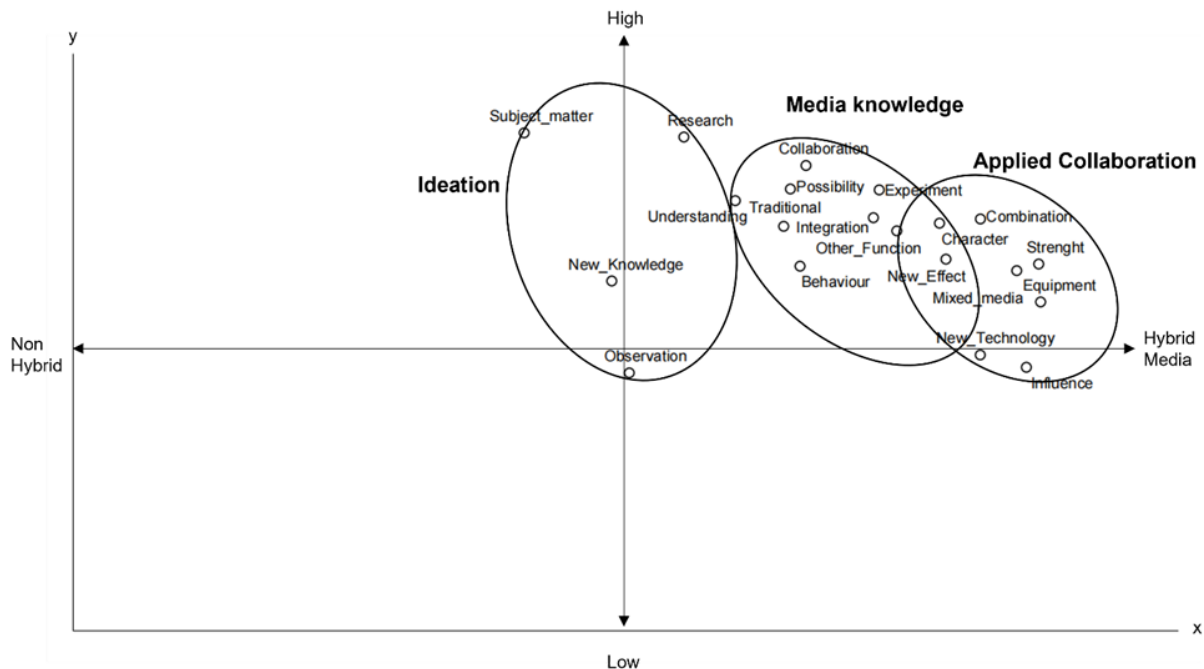 High
y
Media knowledge
Subject_matter
Research
Collaboration
Applied Collaboration
Ideation
Possibility
Experiment
Understanding
Traditional
Combination
Integration
Character
Other_Function
Strenght
New_Knowledge
Behaviour
New_Effect
Equipment
Mixed_media
Non
Hybrid
Observation
New_Technology
Hybrid
Media
Influence
x
Low